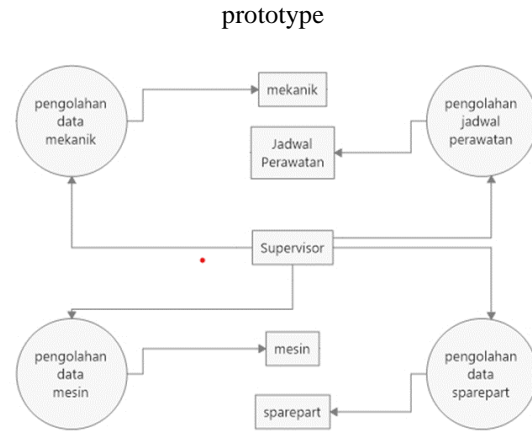 prototype
pengolahan
data
mekanik
mekanik
Jadwal
Perawatan
pengolahan
jadwal
perawatan
Supervisor
pengolahan
data
mesin
mesin
sparepart
pengolahan
data
sparepart